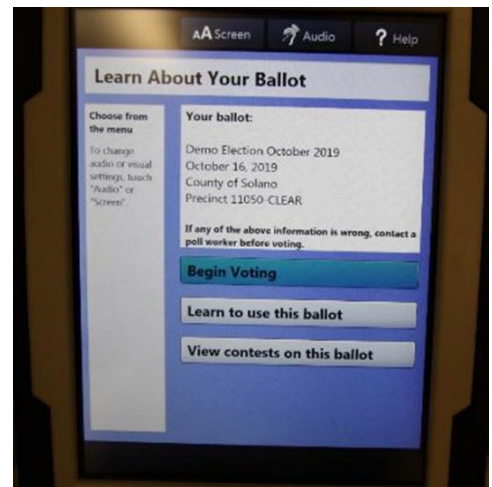 AA Screen
Audio
? Help
Learn About Your Ballot
Choose from
the menu
To change
audio or visual
settings, touch
"Audio" or
"Screen".
Your ballot:
Demo Election October 2019
October 16, 2019
County of Solano
Precinct 11050-CLEAR
If any of the above information is wrong, contact a
poll worker before voting.
Begin Voting
Learn to use this ballot
View contests on this ballot